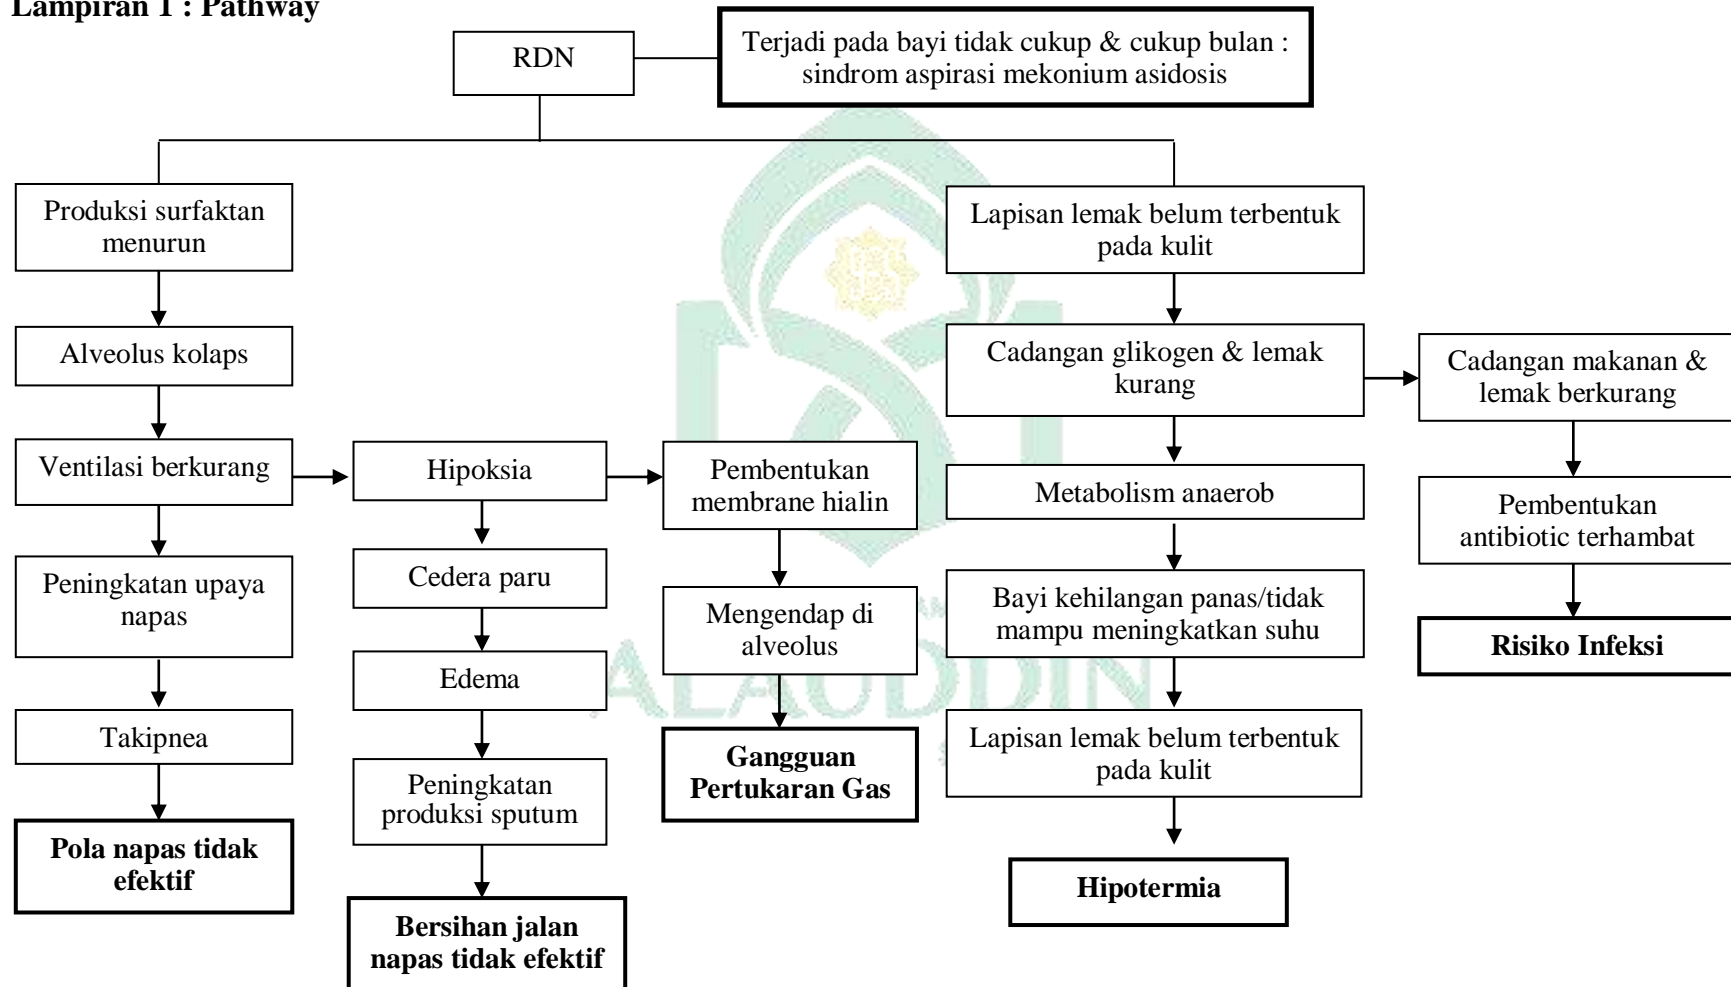 Lampiran 1 : Pathway
RDN
Terjadi pada bayi tidak cukup & cukup bulan :
sindrom aspirasi mekonium asidosis
Produksi surfaktan
menurun
Alveolus kolaps
Ventilasi berkurang
Peningkatan upaya
napas
Takipnea
Pola napas tidak
efektif
Hipoksia
Cedera paru
Edema
Peningkatan
produksi sputum
Bersihan jalan
napas tidak efektif
Pembentukan
membrane hialin
Mengendap di
alveolus
Gangguan
Pertukaran Gas
Lapisan lemak belum terbentuk
pada kulit
Cadangan glikogen & lemak
kurang
Metabolism anaerob
Bayi kehilangan panas/tidak
mampu meningkatkan suhu
Lapisan lemak belum terbentuk
pada kulit
Hipotermia
Cadangan makanan &
lemak berkurang
Pembentukan
antibiotic terhambat
Risiko Infeksi
ALAUDDIN